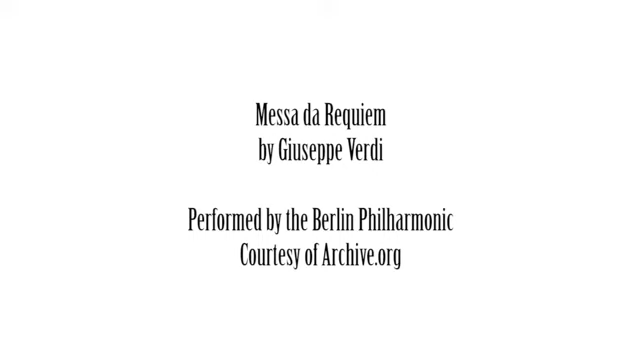 Messa da Requiem
by Giuseppe Verdi
Performed by the Berlin Philharmonic
Courtesy of Archive.org